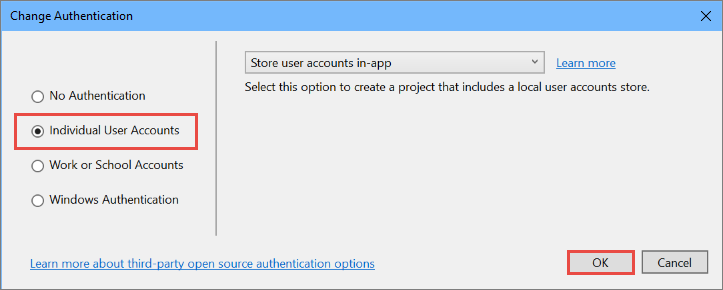 Change Authentication
Store user accounts in-app
Learn more
Select this option to create a project that includes a local user accounts store.
No Authentication
Individual User Accounts
Work or School Accounts
Windows Authentication
Learn more about third-party open source authentication options
OK
Cancel